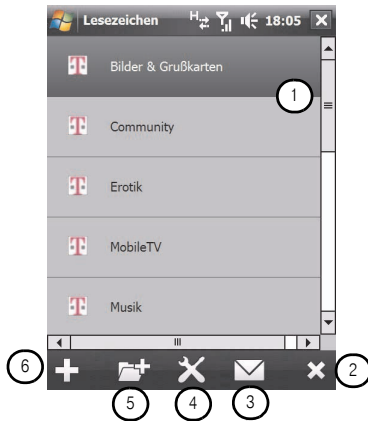 Lesezeichen H 18:05
Bilder & Grußkarten
1
Community
Erotik
MobileTV
Musik
6
2
5
4
3